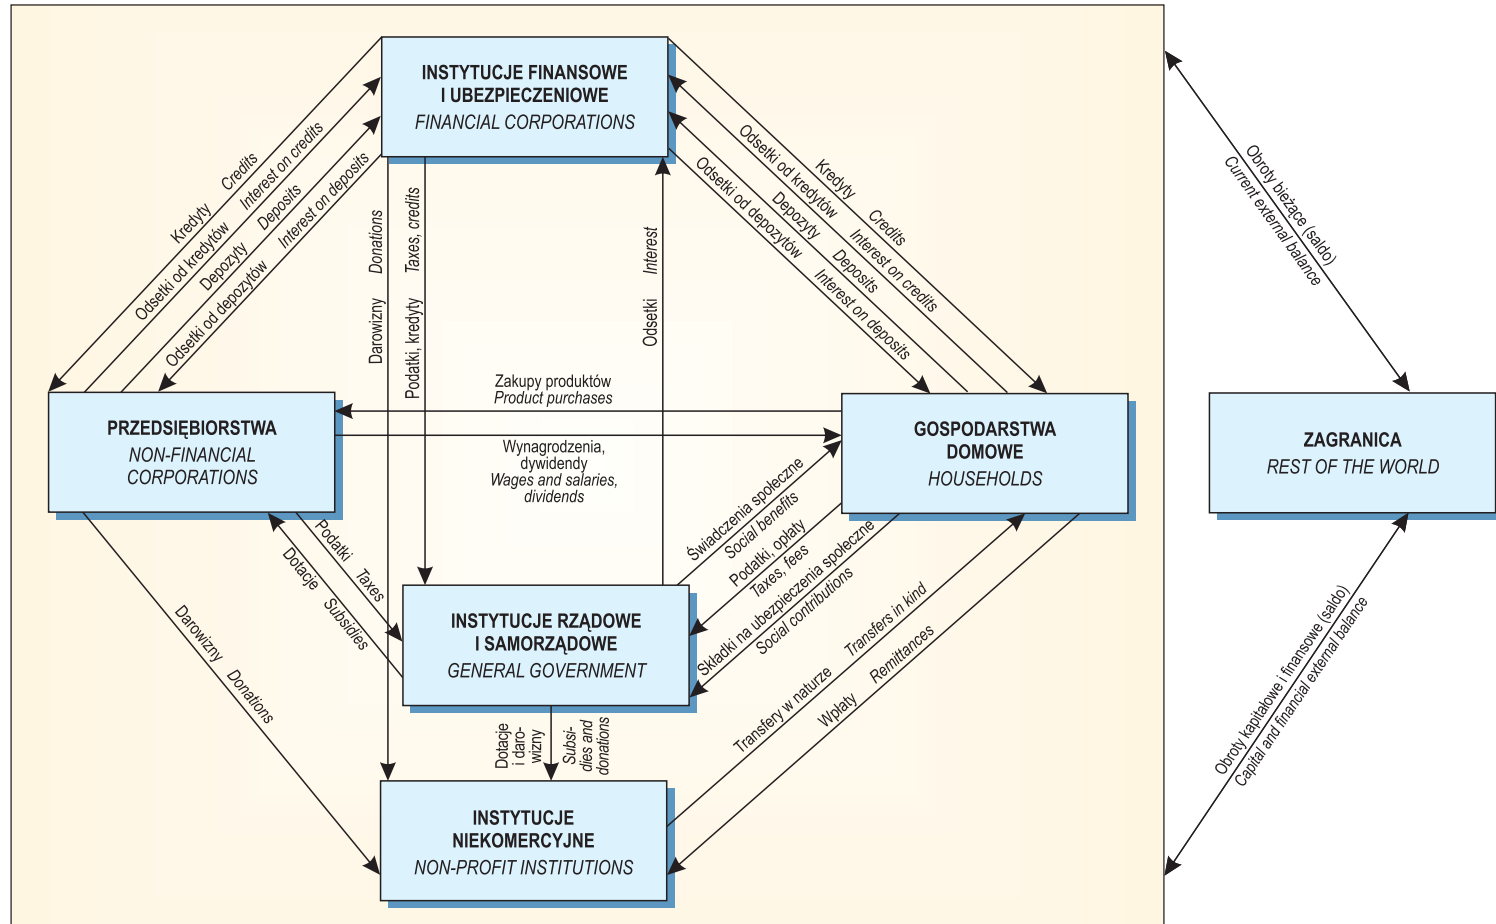 INSTYTUCJE FINANSOWE
I UBEZPIECZENIOWE
FINANCIAL CORPORATIONS
Kredyty Credits
Odsetki od kredytów Interest on credits
Depozyty Deposits
Odsetki od depozytów Interest on deposits
Darowizny Donations
Podatki, kredyty Taxes, credits
Odsetki Interest
Kredyty Credits
Odsetki od kredytów Interest on credits
Depozyty Deposits
Odsetki od depozytów Interest on deposits
Obroty bieżące (saldo)
Current external balance
PRZEDSIĘBIORSTWA
NON-FINANCIAL
CORPORATIONS
Zakupy produktów
Product purchases
Wynagrodzenia,
dywidendy
Wages and salaries,
dividends
GOSPODARSTWA
DOMOWE
HOUSEHOLDS
ZAGRANICA
REST OF THE WORLD
Podatki Taxes
Dotacje Subsidies
Darowizny Donations
Świadczenia społeczne
Social benefits
Podatki, opłaty
Taxes, fees
Składki na ubezpieczenia społeczne
Social contributions
INSTYTUCJE RZĄDOWE
I SAMORZĄDOWE
GENERAL GOVERNMENT
Transfery w naturze Transfers in kind
Wpłaty Remittances
Dotacje
i daro-
wizny
Subsi-
dies and
donations
Obroty kapitałowe i finansowe (saldo)
Capital and financial external balance
INSTYTUCJE
NIEKOMERCYJNE
NON-PROFIT INSTITUTIONS